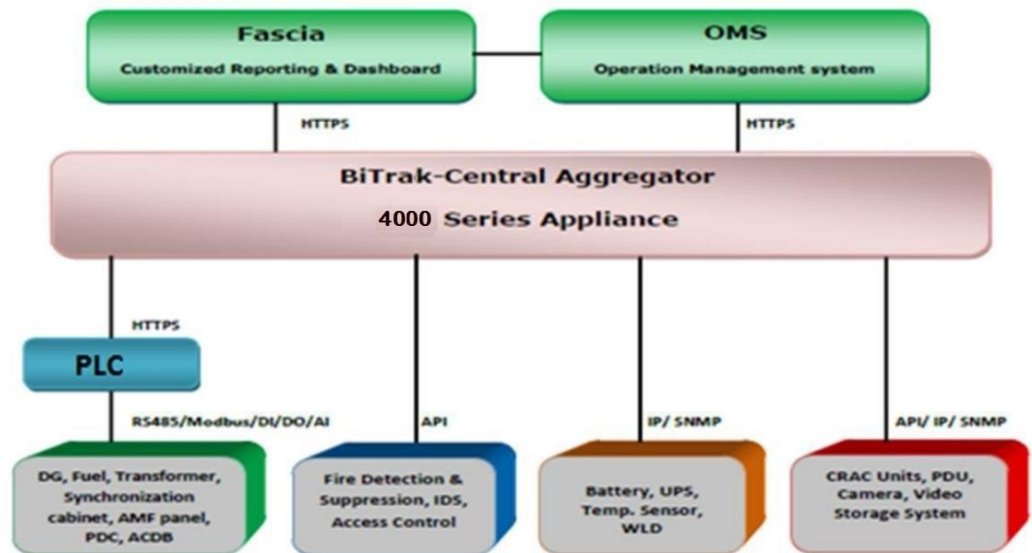 Fascia
Customized Reporting & Dashboard
OMS
Operation Management system
HTTPS
HTTPS
BiTrak-Central Aggregator
4000 Series Appliance
HTTPS
PLC
RS485/Modbus/DI/DO/AI
API
IP/ SNMP
API/ IP/ SNMP
DG, Fuel, Transformer,
Synchronization
cabinet, AMF panel,
PDC, ACDB
Fire Detection &
Suppression, IDS,
Access Control
Battery, UPS,
Temp. Sensor,
WLD
CRAC Units, PDU,
Camera, Video
Storage System